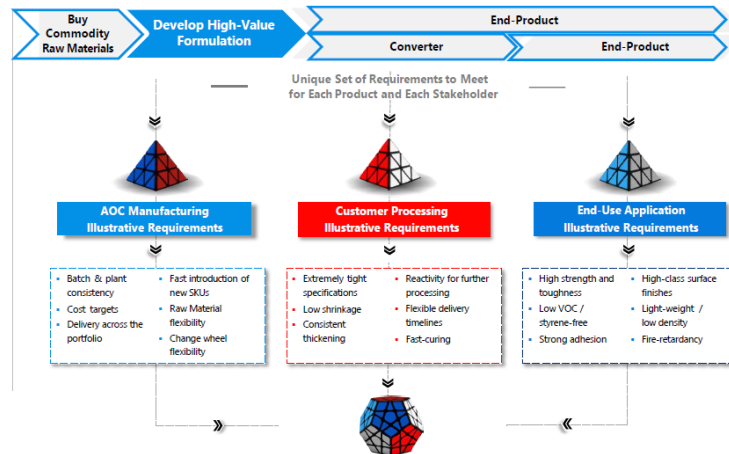 Buy
Commodity
Raw Materials
Develop High-Value
Formulation
End-Product
Converter
End-Product
Unique Set of Requirements to Meet
for Each Product and Each Stakeholder
AOC Manufacturing
Illustrative Requirements
Customer Processing
Illustrative Requirements
End-Use Application
Illustrative Requirements
▪ Batch & plant
consistency
▪ Cost targets
▪ Delivery across the
portfolio
▪ Fast introduction of
new SKUs
▪ Raw Material
flexibility
▪ Change wheel
flexibility
▪ Extremely tight
specifications
▪ Low shrinkage
▪ Consistent
thickening
▪ Reactivity for further
processing
▪ Flexible delivery
timelines
▪ Fast-curing
▪ High strength and
toughness
▪ Low VOC /
styrene-free
▪ Strong adhesion
▪ High-class surface
finishes
▪ Light-weight /
low density
▪ Fire-retardancy